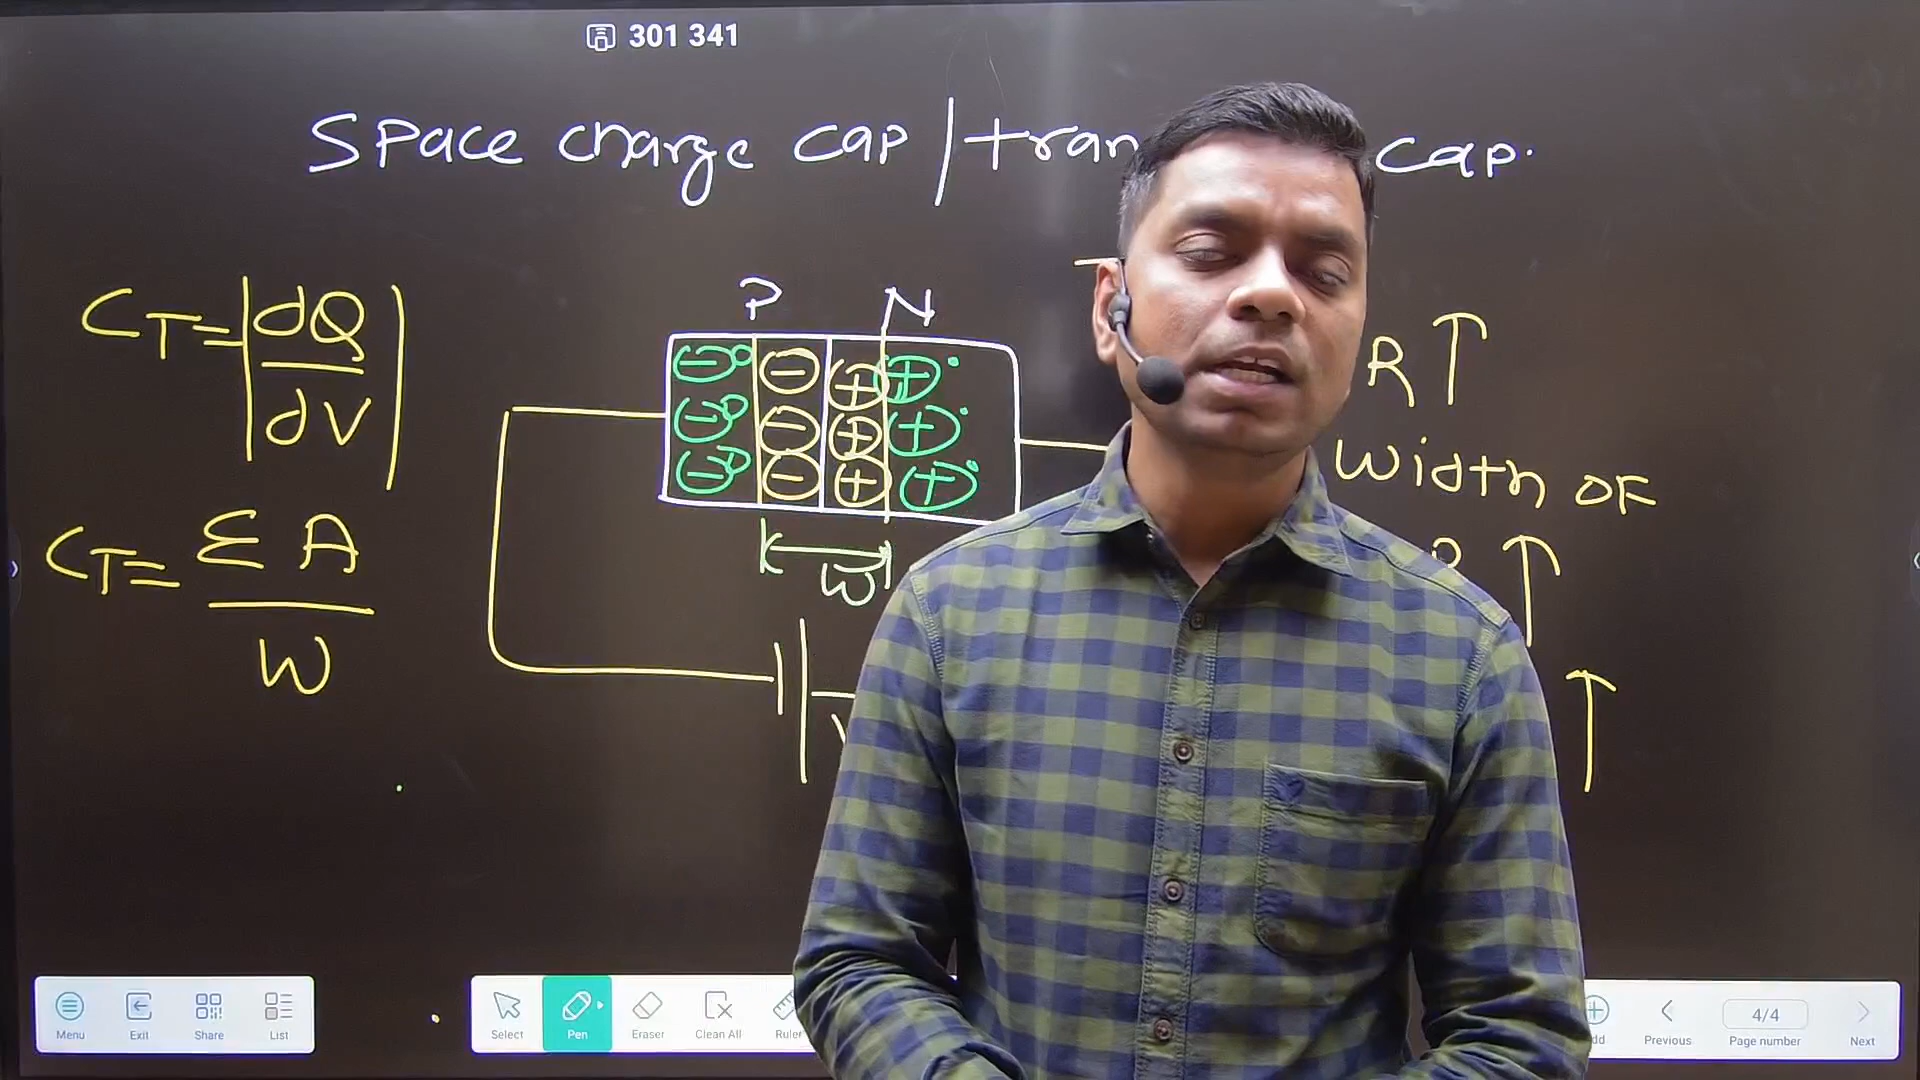 301 341
Space charge cap / tran cap.
CT = |dQ/dV|
P N
R ↑
Width of
↑
CT = ε A / W
W
↑
Menu Exit Share List
Select Pen Eraser Clean All Ruler
Previous 4/4 Page number Next